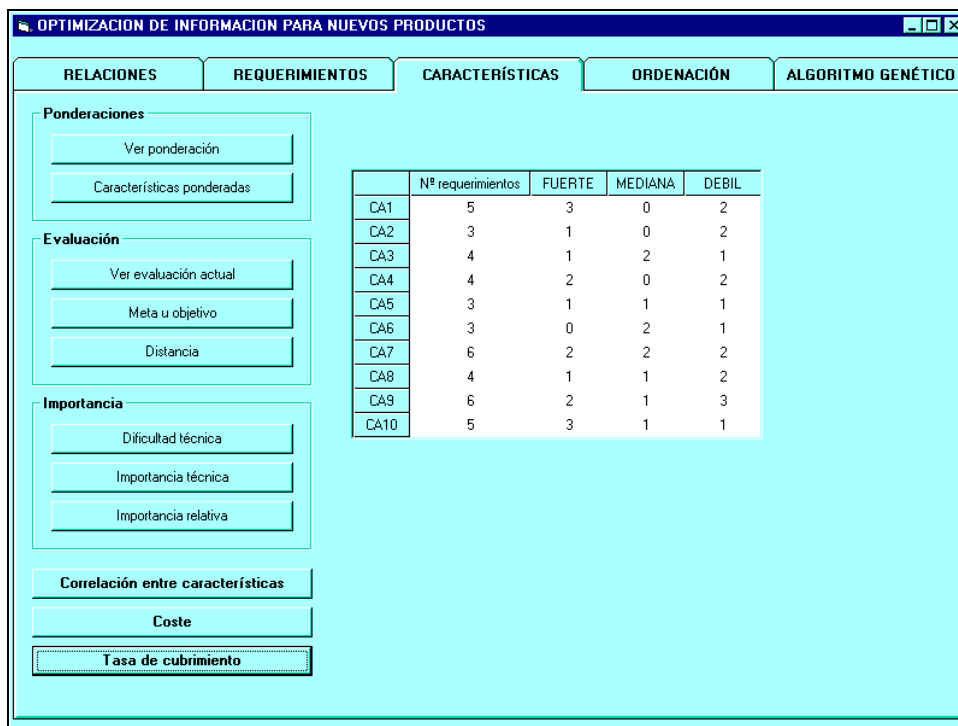 OPTIMIZACION DE INFORMACION PARA NUEVOS PRODUCTOS
RELACIONES REQUERIMIENTOS CARACTERÍSTICAS ORDENACIÓN ALGORITMO GENÉTICO
Ponderaciones
Ver ponderación
Características ponderadas
Evaluación
Ver evaluación actual
Meta u objetivo
Distancia
Importancia
Dificultad técnica
Importancia técnica
Importancia relativa
Correlación entre características
Coste
Tasa de cubrimiento
Nº requerimientos FUERTE MEDIANA DEBIL
CA1 5 3 0 2
CA2 3 1 0 2
CA3 4 1 2 1
CA4 4 2 0 2
CA5 3 1 1 1
CA6 3 0 2 1
CA7 6 2 2 2
CA8 4 1 1 2
CA9 6 2 1 3
CA10 5 3 1 1